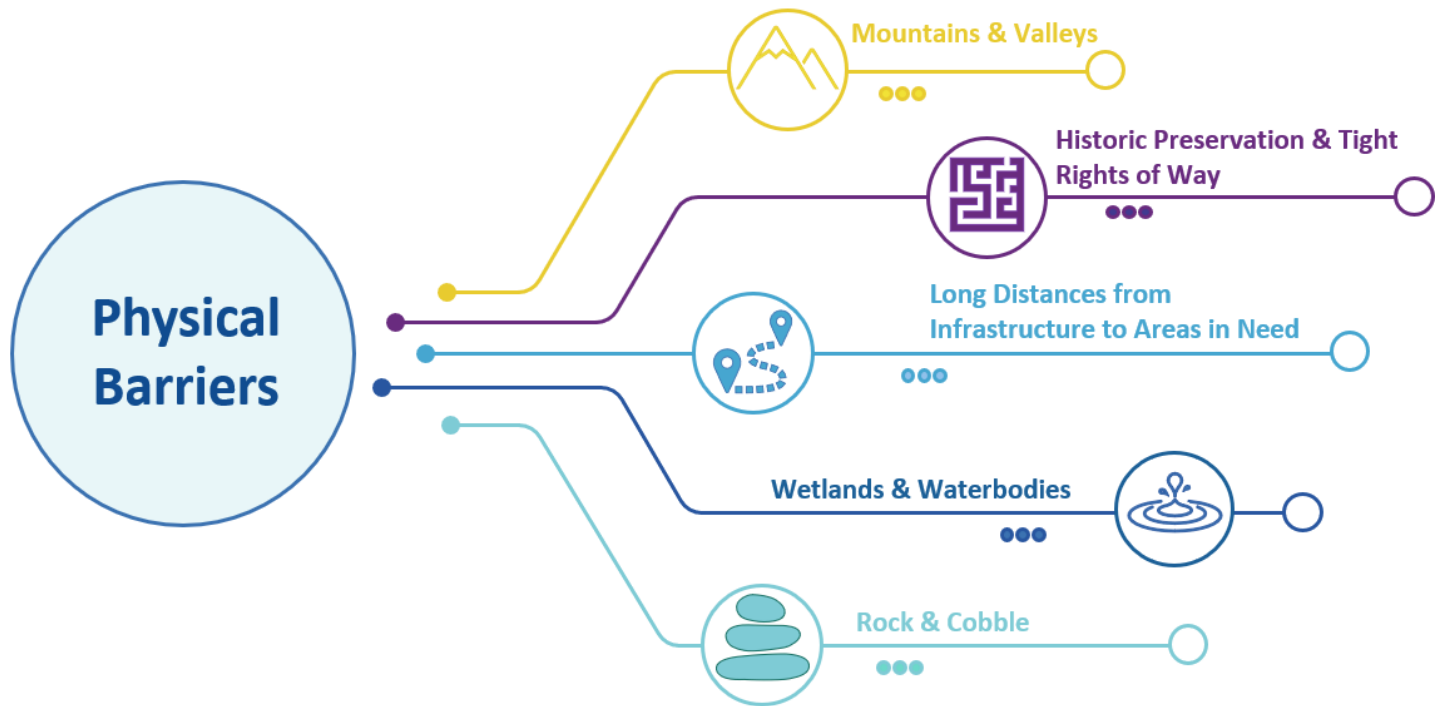 Physical
Barriers
Mountains & Valleys
Historic Preservation & Tight
Rights of Way
Long Distances from
Infrastructure to Areas in Need
Wetlands & Waterbodies
Rock & Cobble